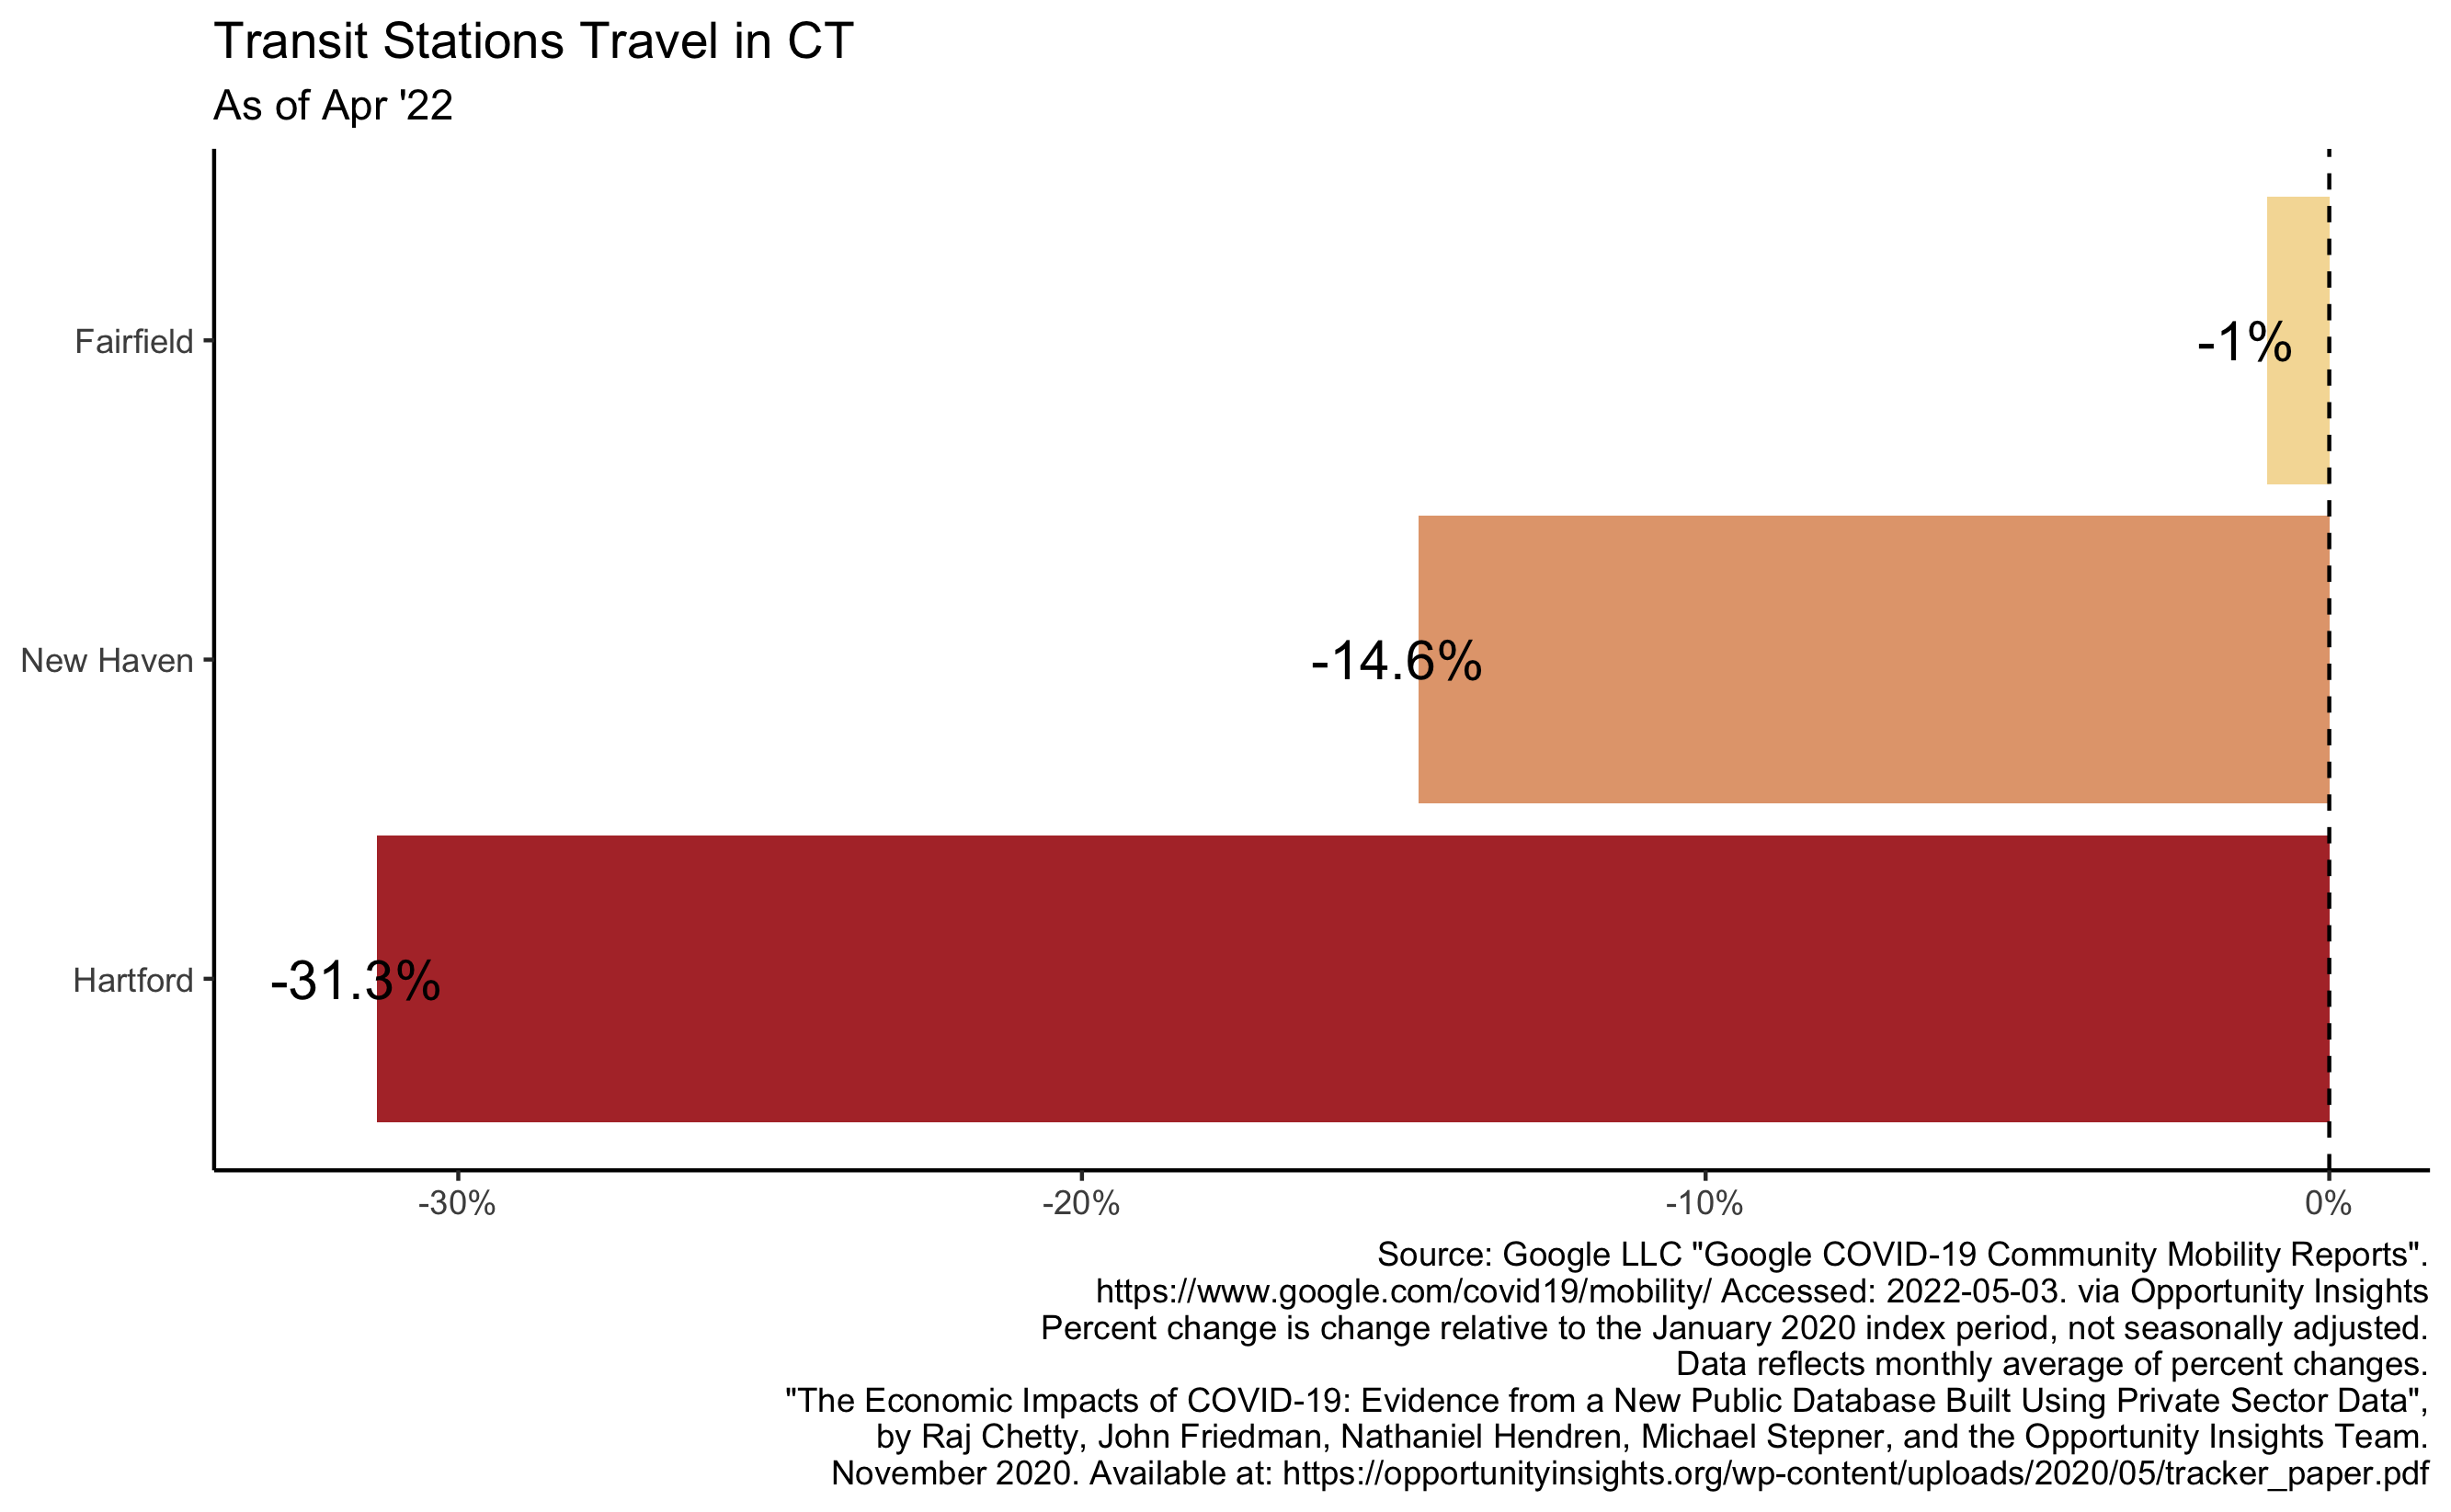 Transit Stations Travel in CT
As of Apr '22
Fairfield
-1%
New Haven
-14.6%
Hartford
-31.3%
-30% -20% -10% 0%
Source: Google LLC "Google COVID-19 Community Mobility Reports".
https://www.google.com/covid19/mobility/ Accessed: 2022-05-03. via Opportunity Insights
Percent change is change relative to the January 2020 index period, not seasonally adjusted.
Data reflects monthly average of percent changes.
"The Economic Impacts of COVID-19: Evidence from a New Public Database Built Using Private Sector Data",
by Raj Chetty, John Friedman, Nathaniel Hendren, Michael Stepner, and the Opportunity Insights Team.
November 2020. Available at: https://opportunityinsights.org/wp-content/uploads/2020/05/tracker_paper.pdf